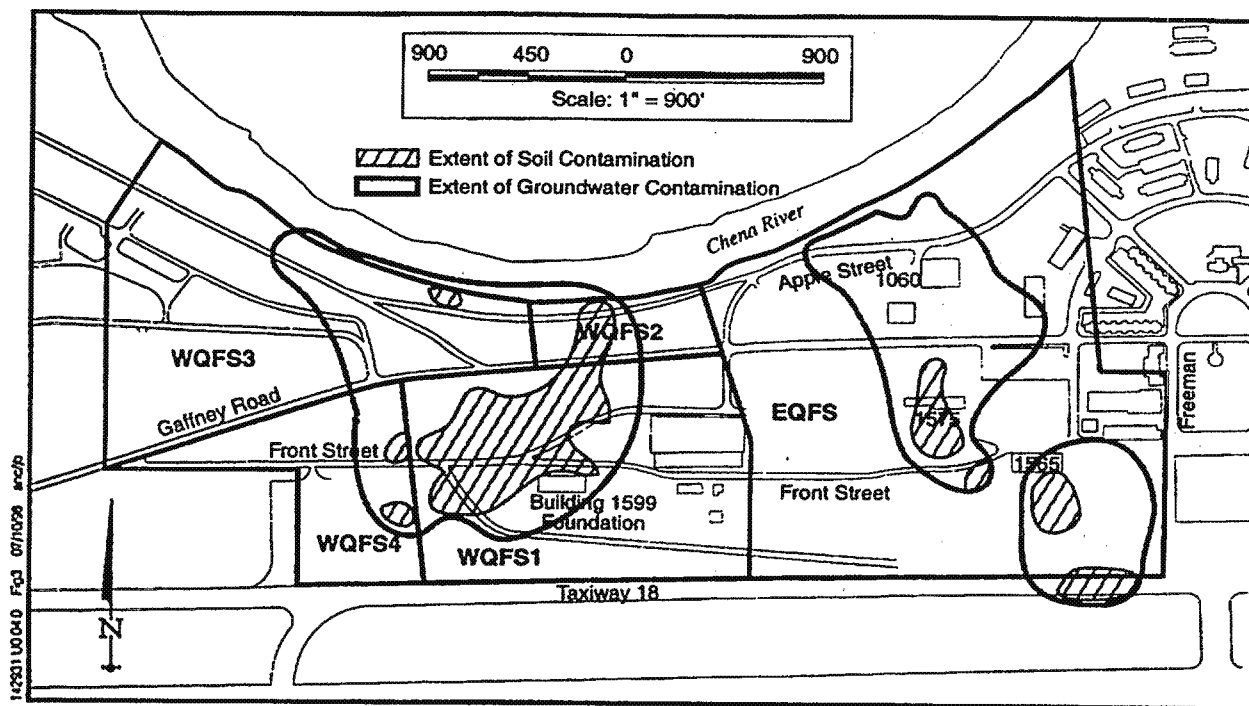 900 450 0 900
Scale: 1" = 900'
Extent of Soil Contamination
Extent of Groundwater Contamination
Chena River
Apple Street
1060
WQFS2
WQFS3
Gaffney Road
EQFS
1575
Freeman
Front Street
1565
Front Street
Building 1599
Foundation
WQFS4
WQFS1
Taxiway 18
N